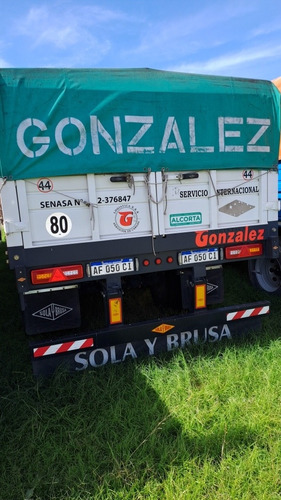 GONZALEZ
44
44
SENASA Nº 2-376847
SERVICIO INTERNACIONAL
80
ALCORTA
Gonzalez
AF 050 CI
AF 050 CI
SOLA Y BRUSA